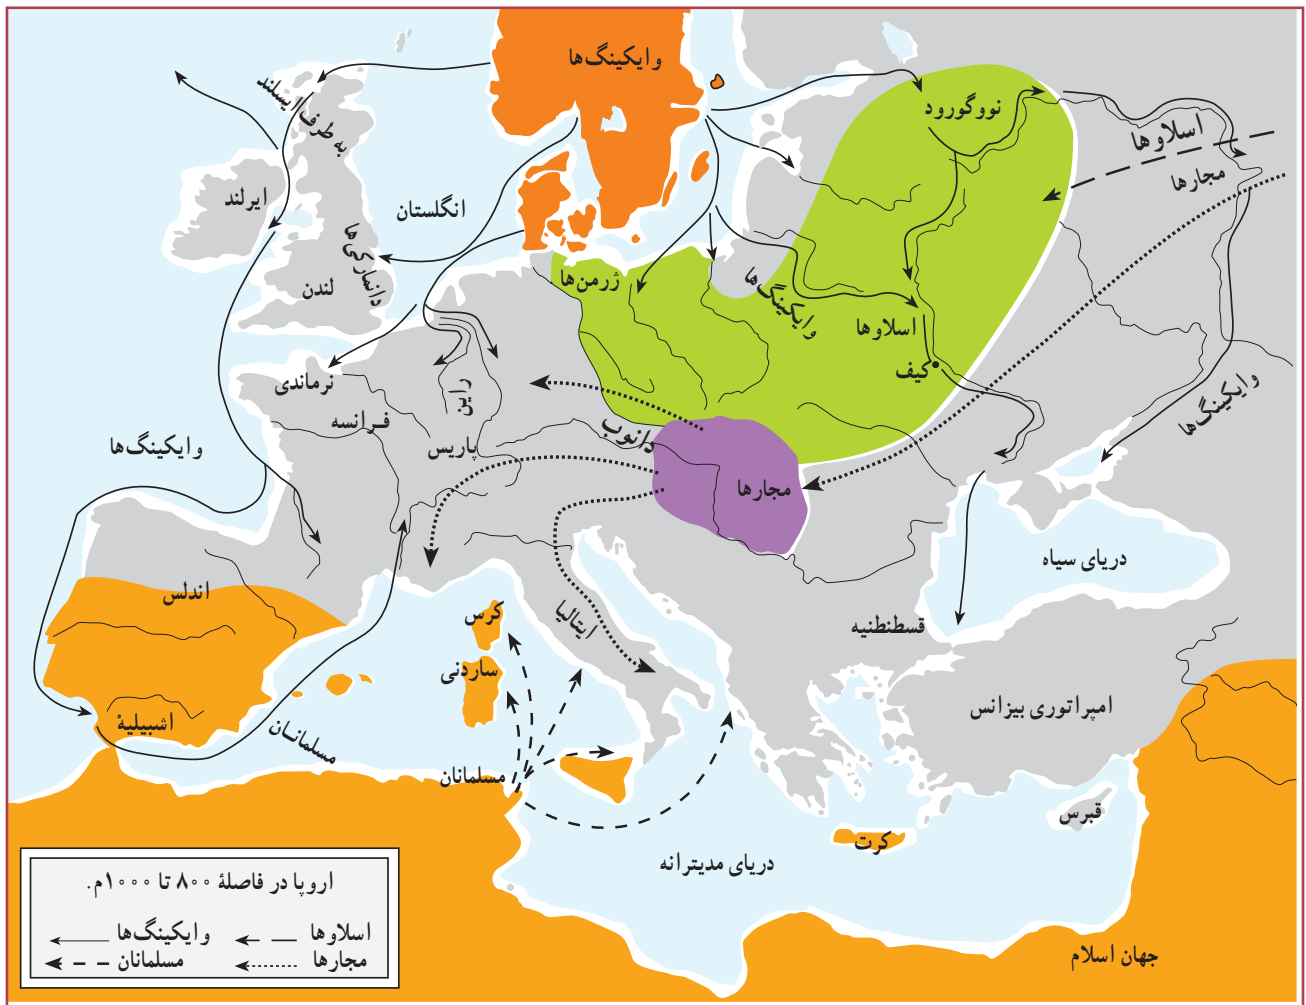 وایکینگ‌ها
به طرف ایسلند
نووگورود
اسلاوها
مجارها
ایرلند
انگلستان
دانمارکی‌ها
لندن
ژرمن‌ها
وایکینگ‌ها
اسلاوها
کیف
وایکینگ‌ها
نرماندی
راین
فرانسه
پاریس
دانوب
وایکینگ‌ها
مجارها
دریای سیاه
اندلس
کرس
ایتالیا
قسطنطنیه
ساردنی
امپراتوری بیزانس
اشبیلیهٔ
مسلمانان
مسلمانان
قبرس
کرت
دریای مدیترانه
جهان اسلام
اروپا در فاصلهٔ ۸۰۰ تا ۱۰۰۰م.
اسلاوها
وایکینگ‌ها
مجارها
مسلمانان